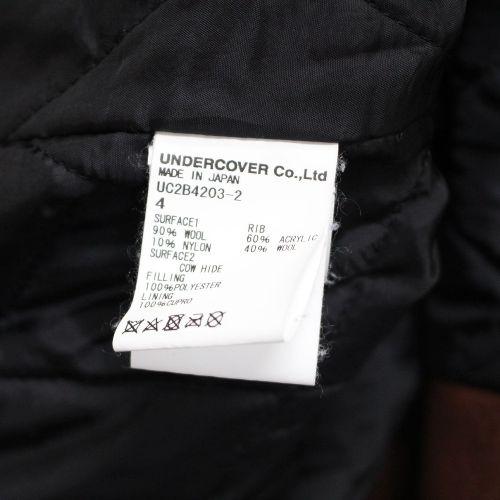 UNDERCOVER Co.,Ltd
MADE IN JAPAN
UC2B4203-2
4
SURFACE1
90% WOOL
10% NYLON
SURFACE2
COW HIDE
FILLING
100%POLYESTER
LINING
100%CUPRO
RIB
60% ACRYLIC
40% WOOL